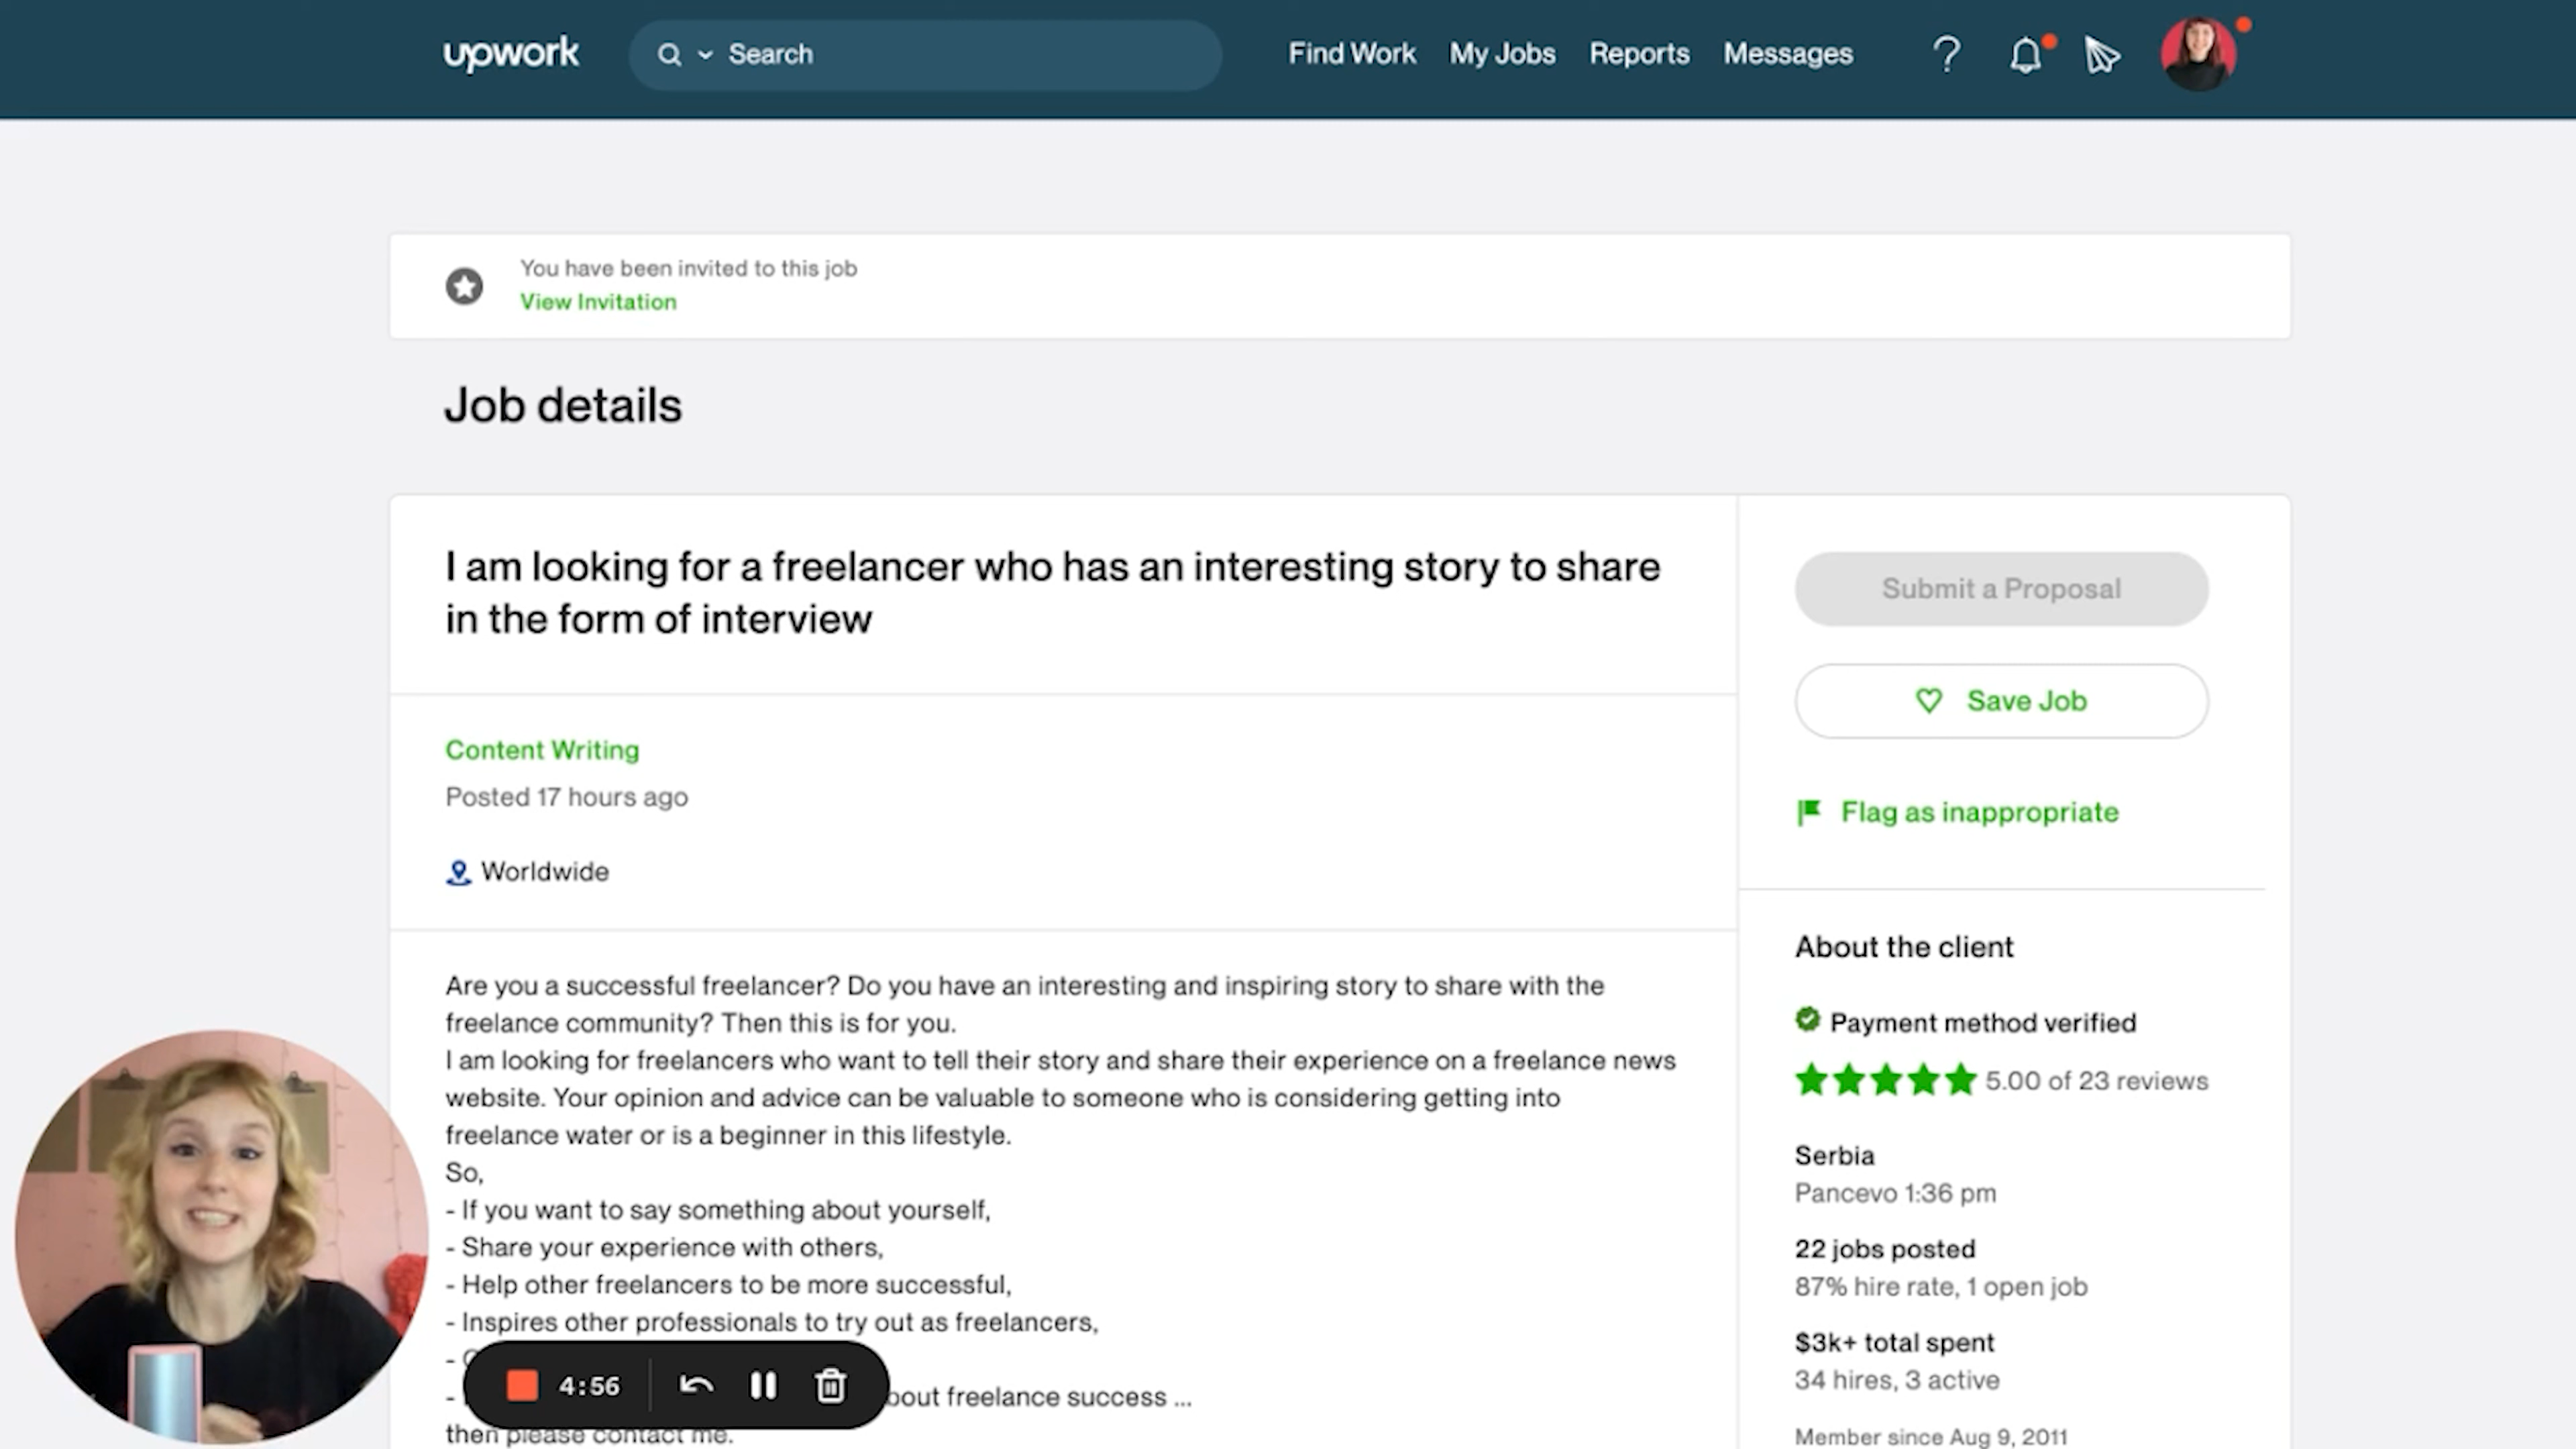 upwork
Search
Find Work
My Jobs
Reports
Messages
You have been invited to this job
View Invitation
Job details
I am looking for a freelancer who has an interesting story to share
in the form of interview
Content Writing
Posted 17 hours ago
Worldwide
Are you a successful freelancer? Do you have an interesting and inspiring story to share with the
freelance community? Then this is for you.
I am looking for freelancers who want to tell their story and share their experience on a freelance news
website. Your opinion and advice can be valuable to someone who is considering getting into
freelance water or is a beginner in this lifestyle.
So,
- If you want to say something about yourself,
- Share your experience with others,
- Help other freelancers to be more successful,
- Inspires other professionals to try out as freelancers,
-
- bout freelance success ...
then please contact me.
4:56
Submit a Proposal
Save Job
Flag as inappropriate
About the client
Payment method verified
5.00 of 23 reviews
Serbia
Pancevo 1:36 pm
22 jobs posted
87% hire rate, 1 open job
$3k+ total spent
34 hires, 3 active
Member since Aug 9, 2011